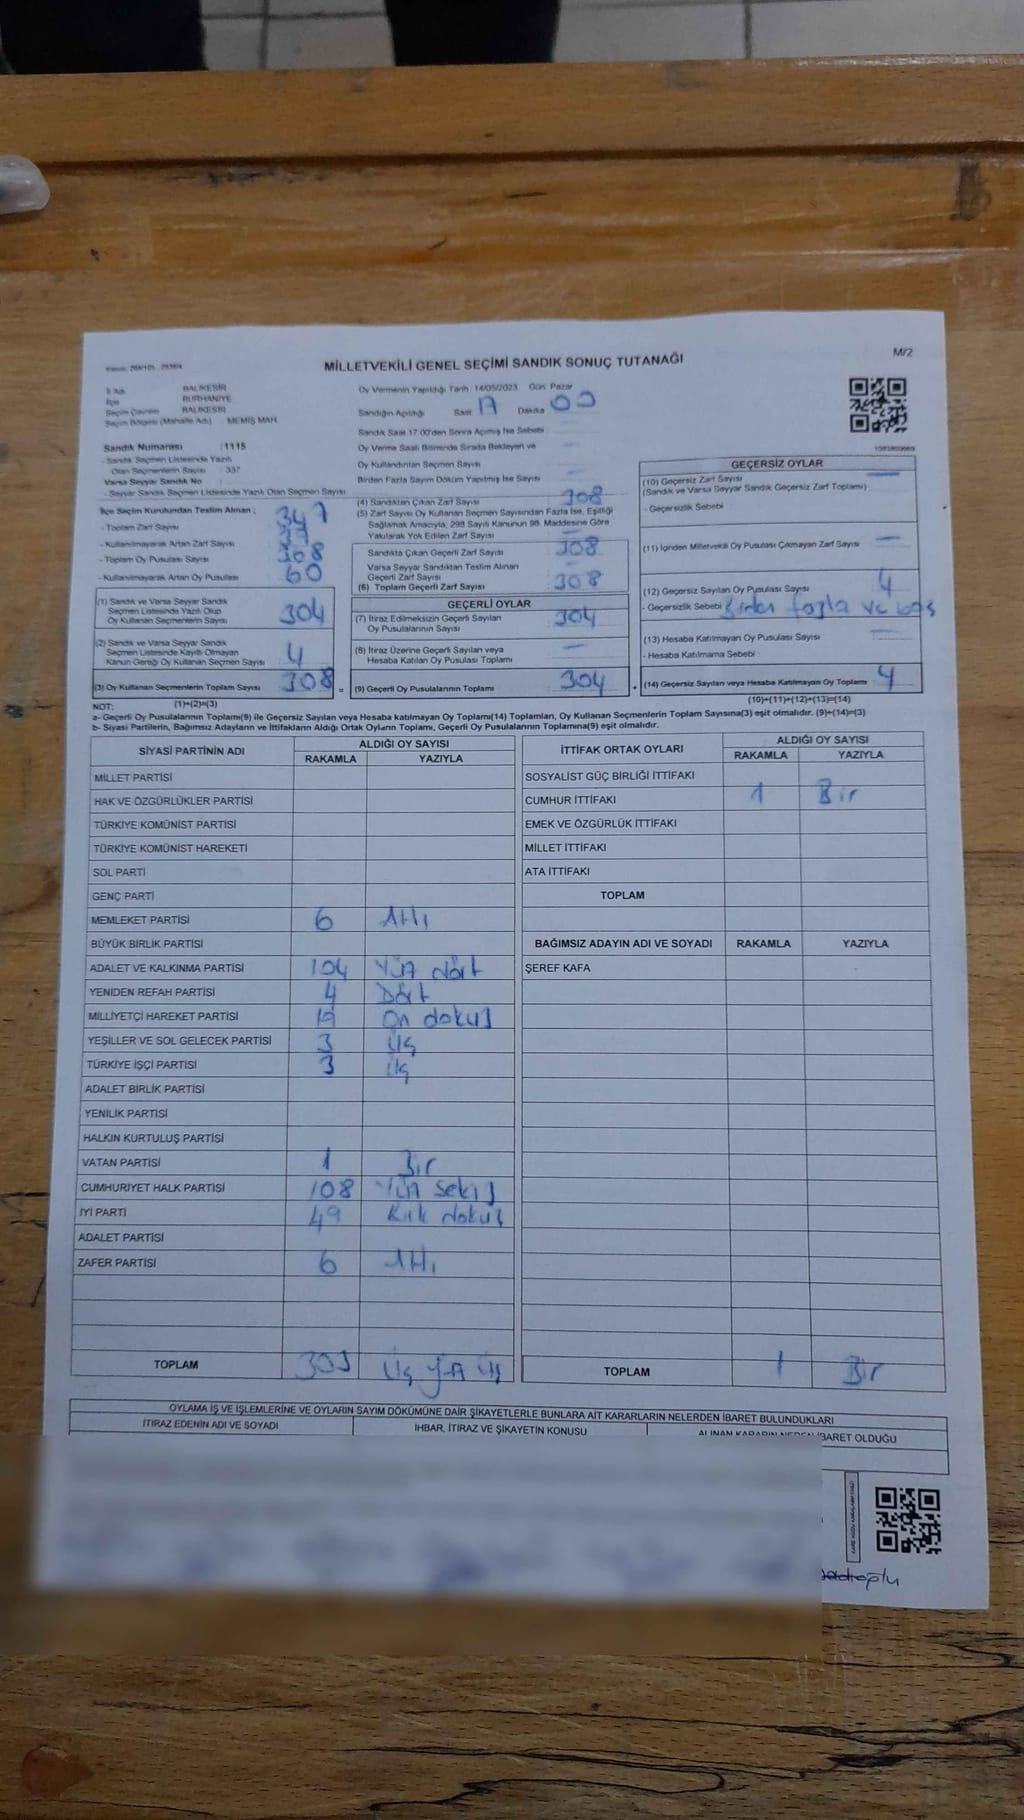 M/2
MİLLETVEKİLİ GENEL SEÇİMİ SANDIK SONUÇ TUTANAĞI
İl Adı BALIKESİR
İlçe BURHANİYE
Seçim Çevresi BALIKESİR
Seçim Bölgesi (Mahalle Adı) MEMİŞ MAH.
Sandık Numarası : 1115
- Sandık Seçmen Listesinde Yazılı
Olan Seçmenlerin Sayısı : 337
Varsa Seyyar Sandık No :
- Seyyar Sandık Seçmen Listesinde Yazılı Olan Seçmen Sayısı
İlçe Seçim Kurulundan Teslim Alınan ;
- Toplam Zarf Sayısı 347
- Kullanılmayarak Artan Zarf Sayısı
- Toplam Oy Pusulası 308
- Kullanılmayarak Artan Oy Pusulası 60
(1) Sandık ve Varsa Seyyar Sandık
Seçmen Listesinde Yazılı Olup
Oy Kullanan Seçmenlerin Sayısı 304
(2) Sandık ve Varsa Seyyar Sandık
Seçmen Listesinde Kayıtlı Olmayan
Kanun Gereği Oy Kullanan Seçmen Sayısı 4
(3) Oy Kullanan Seçmenlerin Toplam Sayısı 308 =
(1)+(2)=(3)
Oy Vermenin Yapıldığı Tarih: 14/05/2023 Gün: Pazar
Sandığın Açıldığı Saat 17 Dakika 00
Sandık Saat 17:00'den Sonra Açılmış İse Sebebi
Oy Verme Saati Bitiminde Sırada Bekleyen ve
Oy Kullandırılan Seçmen Sayısı
Birden Fazla Sayım Döküm Yapılmış İse Sayısı
(4) Sandıktan Çıkan Zarf Sayısı 308
(5) Zarf Sayısı Oy Kullanan Seçmen Sayısından Fazla İse, Eşitliği
Sağlamak Amacıyla, 298 Sayılı Kanunun 98. Maddesine Göre
Yakılarak Yok Edilen Zarf Sayısı
Sandıkta Çıkan Geçerli Zarf Sayısı 308
Varsa Seyyar Sandıktan Teslim Alınan
Geçerli Zarf Sayısı
(6) Toplam Geçerli Zarf Sayısı 308
GEÇERLİ OYLAR
(7) İtiraz Edilmeksizin Geçerli Sayılan
Oy Pusulalarının Sayısı 304
(8) İtiraz Üzerine Geçerli Sayılan veya
Hesaba Katılan Oy Pusulası Toplamı —
(9) Geçerli Oy Pusulalarının Toplamı 304 +
GEÇERSİZ OYLAR
(10) Geçersiz Zarf Sayısı
(Sandık ve Varsa Seyyar Sandık Geçersiz Zarf Toplamı) —
- Geçersizlik Sebebi
(11) İçinden Milletvekili Oy Pusulası Çıkmayan Zarf Sayısı —
(12) Geçersiz Sayılan Oy Pusulası Sayısı 4
- Geçersizlik Sebebi fazla ve boş
(13) Hesaba Katılmayan Oy Pusulası Sayısı —
- Hesaba Katılmama Sebebi :
(14) Geçersiz Sayılan veya Hesaba Katılmayan Oy Toplamı 4
(10)+(11)+(12)+(13)=(14)
NOT:
a- Geçerli Oy Pusulalarının Toplamı(9) ile Geçersiz Sayılan veya Hesaba katılmayan Oy Toplamı(14) Toplamları, Oy Kullanan Seçmenlerin Toplam Sayısına(3) eşit olmalıdır. (9)+(14)=(3)
b- Siyasi Partilerin, Bağımsız Adayların ve İttifakların Aldığı Ortak Oyların Toplamı, Geçerli Oy Pusulalarının Toplamına(9) eşit olmalıdır.
SİYASİ PARTİNİN ADI ALDIĞI OY SAYISI
RAKAMLA YAZIYLA
MİLLET PARTİSİ
HAK VE ÖZGÜRLÜKLER PARTİSİ
TÜRKİYE KOMÜNİST PARTİSİ
TÜRKİYE KOMÜNİST HAREKETİ
SOL PARTİ
GENÇ PARTİ
MEMLEKET PARTİSİ 6 Altı
BÜYÜK BİRLİK PARTİSİ
ADALET VE KALKINMA PARTİSİ 104 Yüz dört
YENİDEN REFAH PARTİSİ 4 Dört
MİLLİYETÇİ HAREKET PARTİSİ 19 On dokuz
YEŞİLLER VE SOL GELECEK PARTİSİ 3 Üç
TÜRKİYE İŞÇİ PARTİSİ 3 Üç
ADALET BİRLİK PARTİSİ
YENİLİK PARTİSİ
HALKIN KURTULUŞ PARTİSİ
VATAN PARTİSİ 1 Bir
CUMHURİYET HALK PARTİSİ 108 Yüz sekiz
İYİ PARTİ 49 Kırk dokuz
ADALET PARTİSİ
ZAFER PARTİSİ 6 Altı
TOPLAM 303 Üç yüz üç
İTTİFAK ORTAK OYLARI ALDIĞI OY SAYISI
RAKAMLA YAZIYLA
SOSYALİST GÜÇ BİRLİĞİ İTTİFAKI
CUMHUR İTTİFAKI 1 Bir
EMEK VE ÖZGÜRLÜK İTTİFAKI
MİLLET İTTİFAKI
ATA İTTİFAKI
TOPLAM
BAĞIMSIZ ADAYIN ADI VE SOYADI RAKAMLA YAZIYLA
ŞEREF KAFA
TOPLAM 1 Bir
OYLAMA İŞ VE İŞLEMLERİNE VE OYLARIN SAYIM DÖKÜMÜNE DAİR ŞİKAYETLERLE BUNLARA AİT KARARLARIN NELERDEN İBARET BULUNDUKLARI
İTİRAZ EDENİN ADI VE SOYADI İHBAR, İTİRAZ VE ŞİKAYETİN KONUSU ALINAN KARARIN NEDEN İBARET OLDUĞU